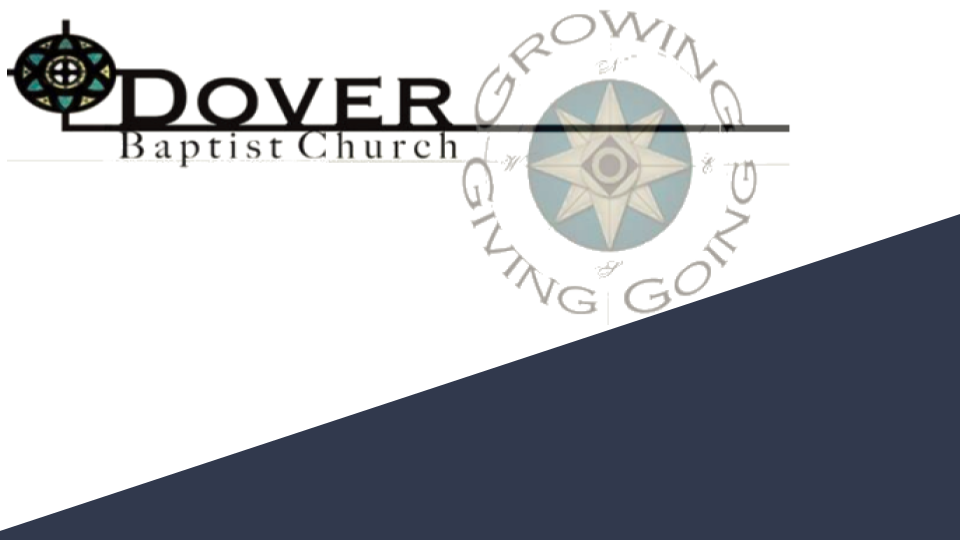 DOVER
Baptist Church
GROWING
GIVING
GOING
N
W
E
S